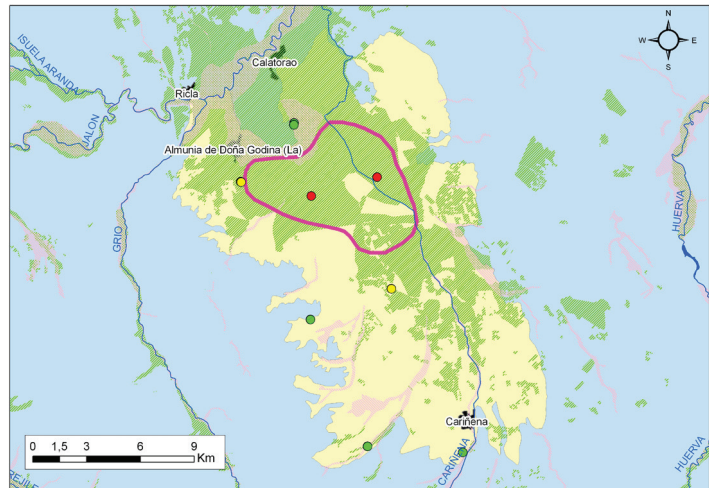 N
W E
S
ISUELA ARANDA
Calatorao
Ricla
JALON
Almunia de Doña Godina (La)
GRIO
HUERVA
Cariñena
CARIÑENA
HUERVA
0 1,5 3 6 9
Km
REJILE